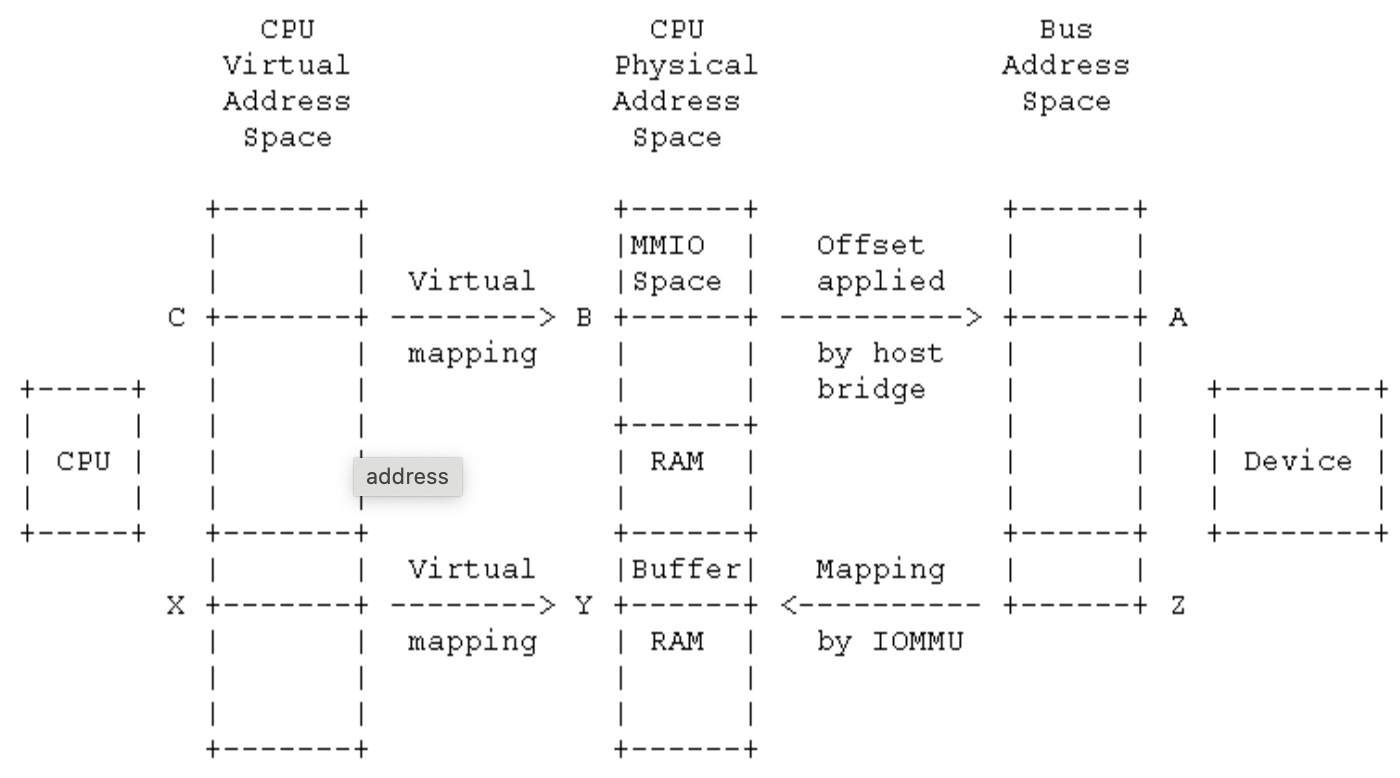 CPU                  CPU                  Bus
             Virtual              Physical             Address
             Address              Address               Space
              Space                Space

            +-------+             +------+             +------+
            |       |             |MMIO  |   Offset    |      |
            |       |  Virtual    |Space |   applied   |      |
          C +-------+ --------> B +------+ ----------> +------+ A
            |       |  mapping    |      |   by host   |      |
  +-----+   |       |             |      |   bridge    |      |   +--------+
  |     |   |       |             +------+             |      |   |        |
  | CPU |   |       |             | RAM  |             |      |   | Device |
  |     |   |       address       |      |             |      |   |        |
  +-----+   +-------+             +------+             +------+   +--------+
            |       |  Virtual    |Buffer|   Mapping   |      |
          X +-------+ --------> Y +------+ <---------- +------+ Z
            |       |  mapping    | RAM  |   by IOMMU
            |       |             |      |
            |       |             |      |
            +-------+             +------+